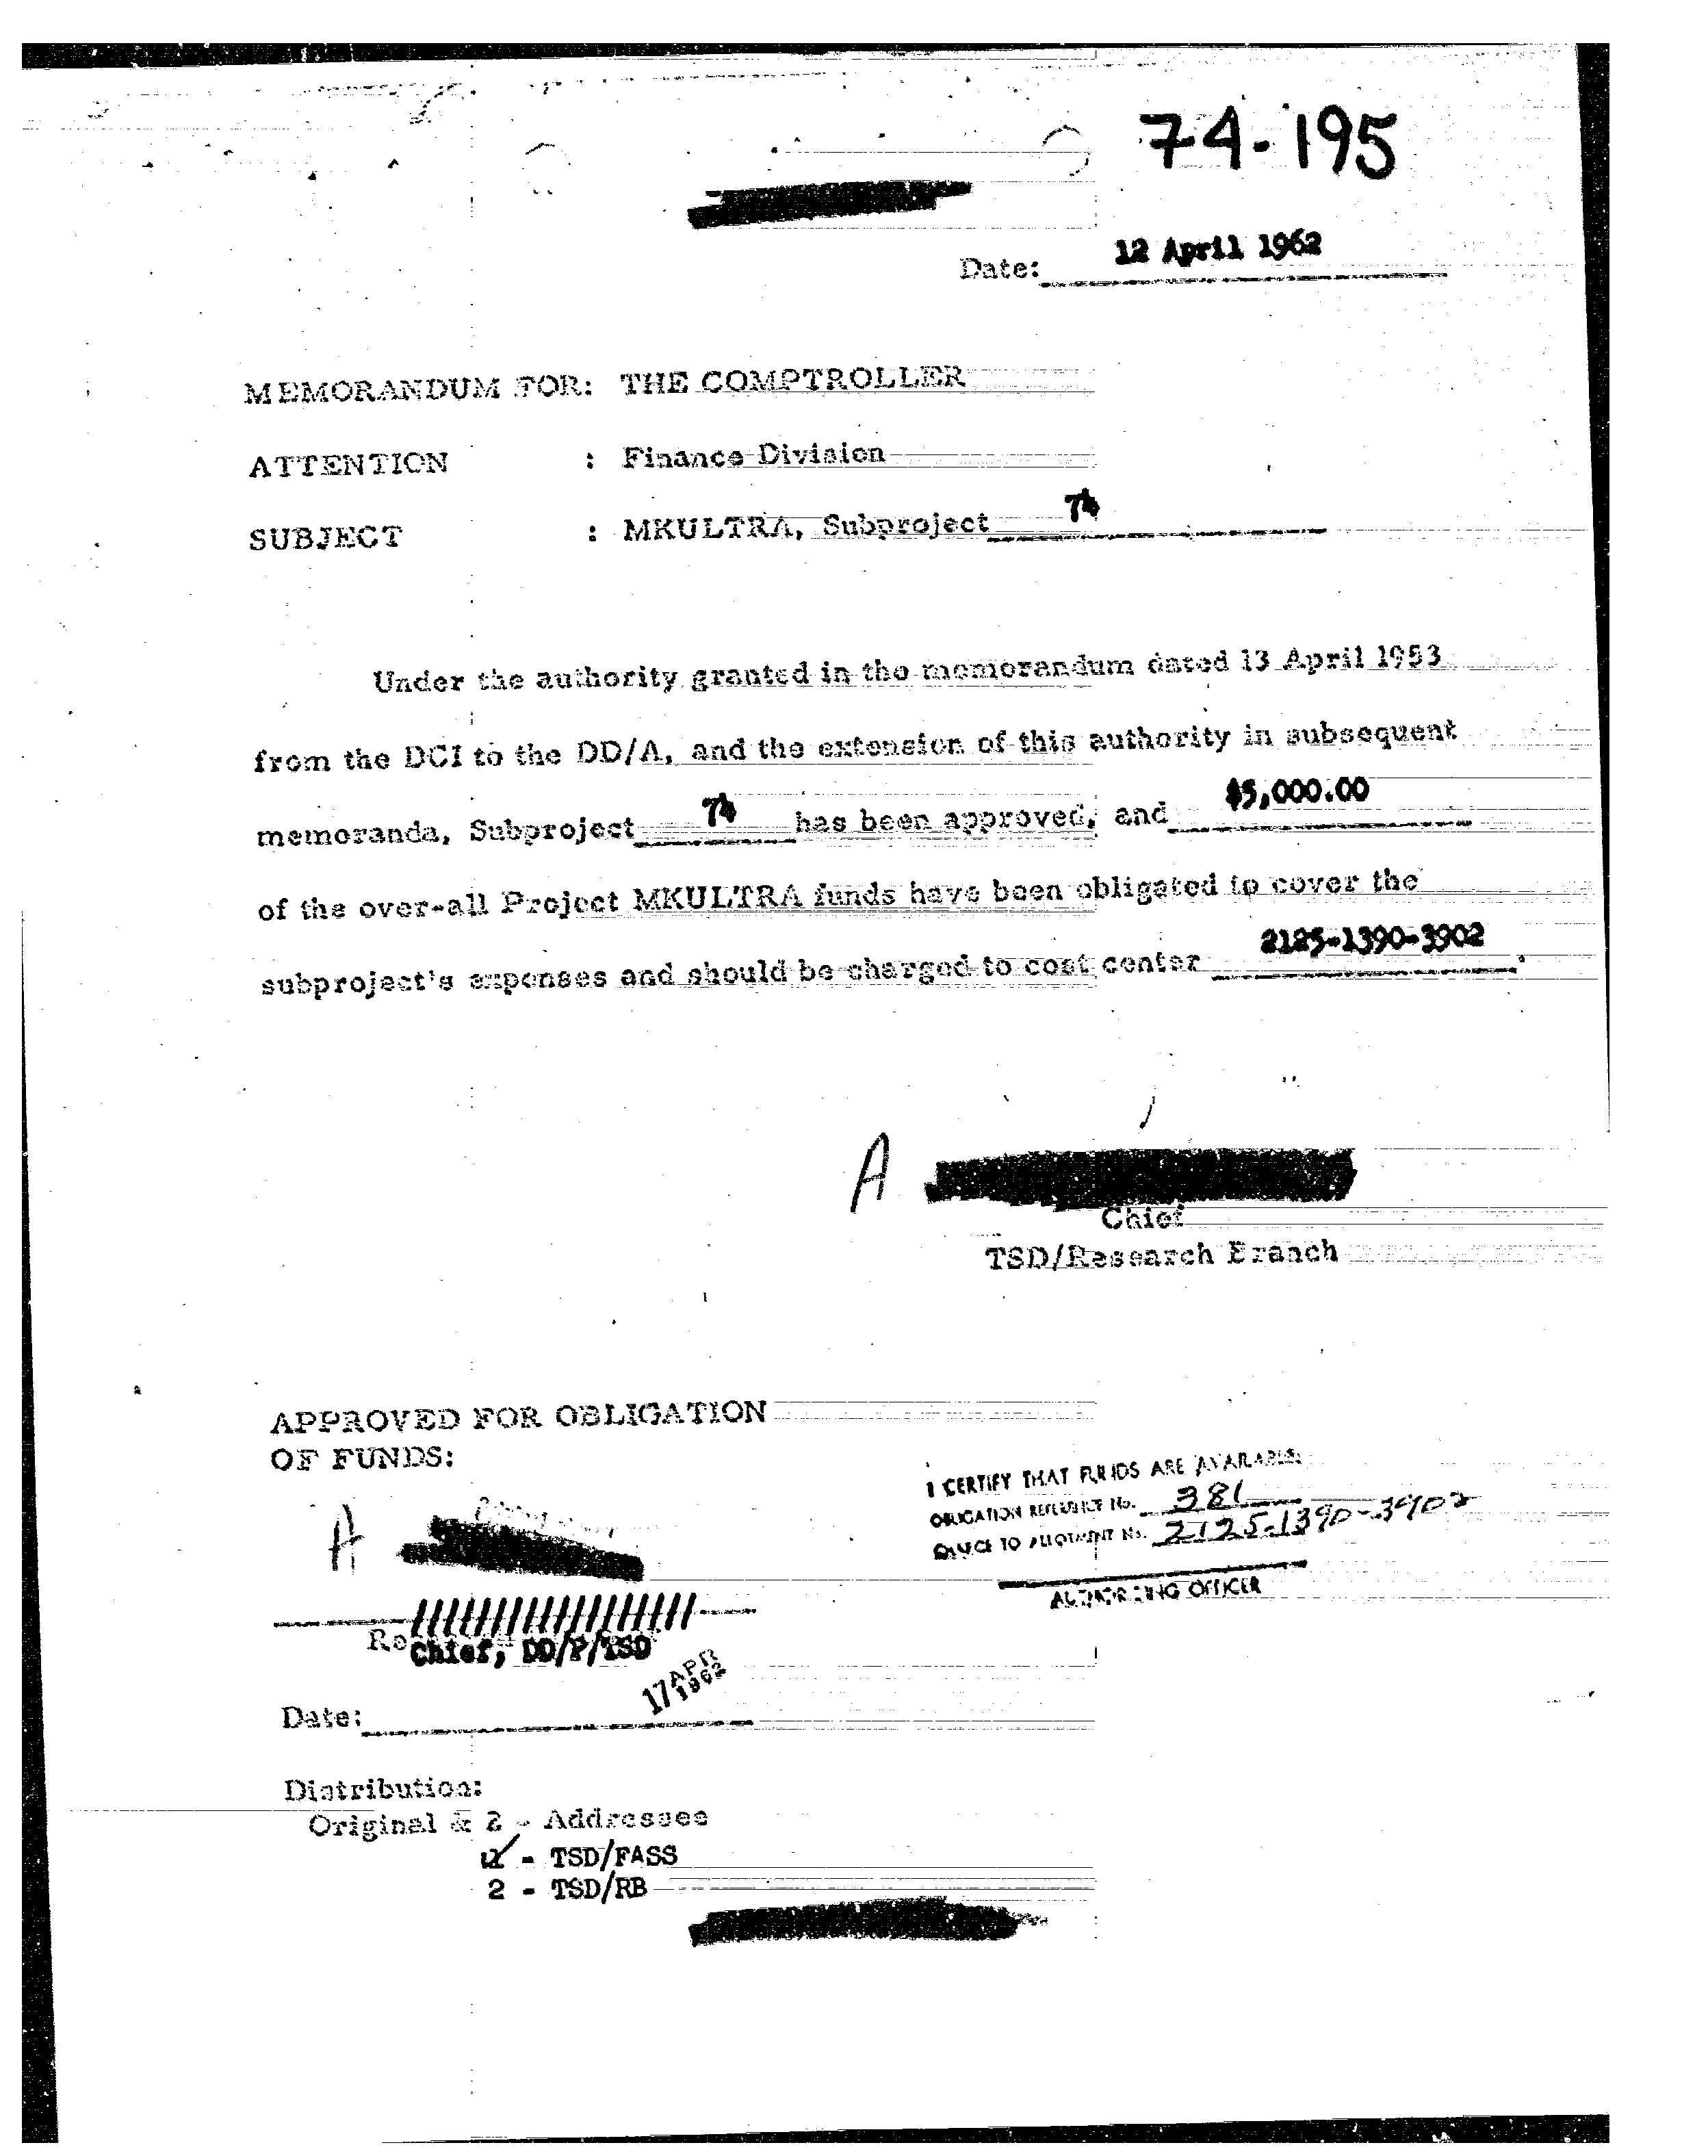 74-195
Date: 12 April 1962
MEMORANDUM FOR: THE COMPTROLLER
ATTENTION : Finance Division
SUBJECT : MKULTRA, Subproject 74
Under the authority granted in the memorandum dated 13 April 1953
from the DCI to the DD/A, and the extension of this authority in subsequent
memoranda, Subproject 74 has been approved, and $5,000.00
of the over-all Project MKULTRA funds have been obligated to cover the
subproject's expenses and should be charged to cost center 2125-1390-3902.
A
Chief
TSD/Research Branch
APPROVED FOR OBLIGATION
OF FUNDS:
I CERTIFY THAT FUNDS ARE AVAILABLE:
OBLIGATION REFERENCE No. 381
CHARGE TO ALLOTMENT No. 2125-1390-3902
AUTHORIZING OFFICER
A
Chief, DD/P/TSD
Date: 17 APR 1962
Distribution:
Original & 2 - Addressee
1 - TSD/FASS
2 - TSD/RB